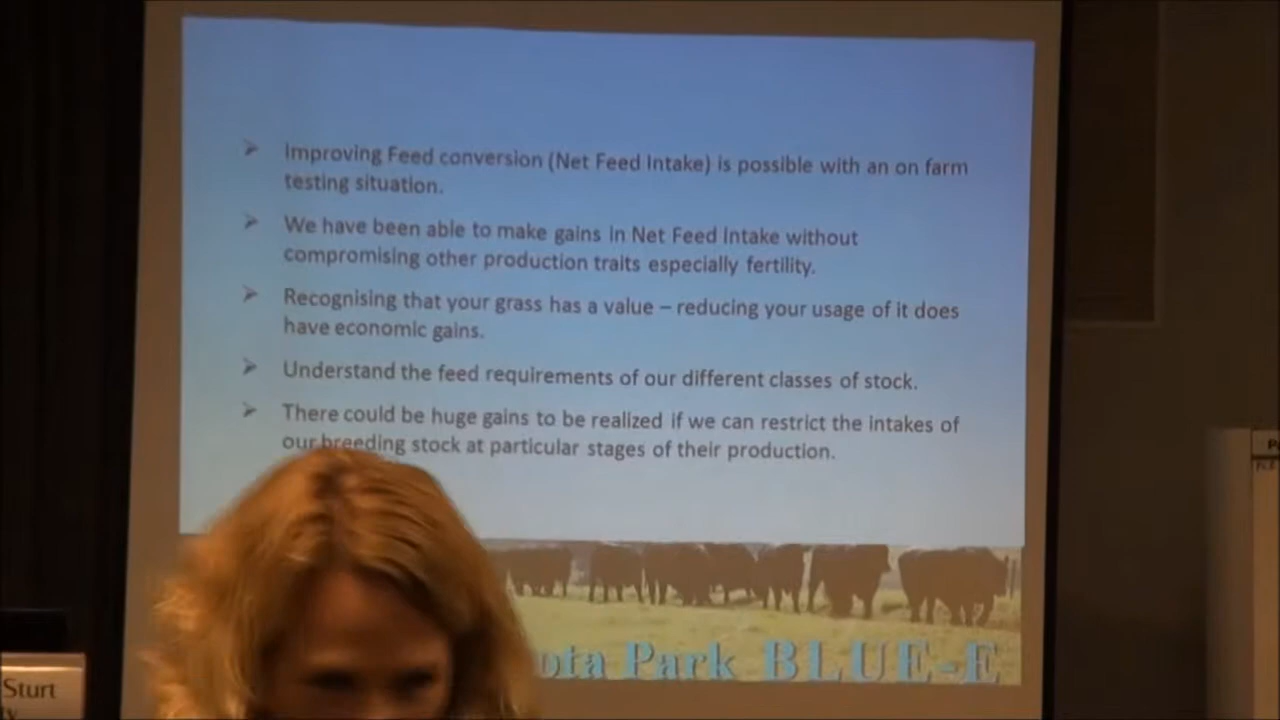 Improving Feed conversion (Net Feed Intake) is possible with an on farm
testing situation.
We have been able to make gains in Net Feed Intake without
compromising other production traits especially fertility.
Recognising that your grass has a value – reducing your usage of it does
have economic gains.
Understand the feed requirements of our different classes of stock.
There could be huge gains to be realized if we can restrict the intakes of
our breeding stock at particular stages of their production.
ota Park BLUE-E
Sturt